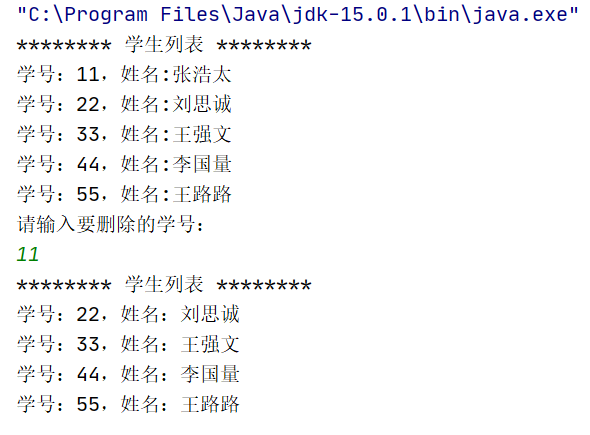 "C:\Program Files\Java\jdk-15.0.1\bin\java.exe"
******** 学生列表 ********
学号：11，姓名:张浩太
学号：22，姓名:刘思诚
学号：33，姓名:王强文
学号：44，姓名:李国量
学号：55，姓名:王路路
请输入要删除的学号：
11
******** 学生列表 ********
学号：22，姓名：刘思诚
学号：33，姓名：王强文
学号：44，姓名：李国量
学号：55，姓名：王路路